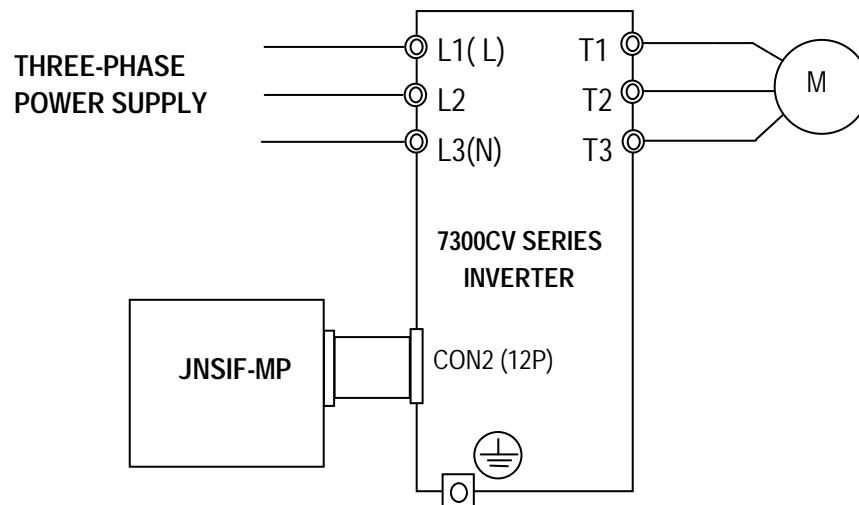 THREE-PHASE
POWER SUPPLY
L1( L)
L2
L3(N)
T1
T2
T3
M
7300CV SERIES
INVERTER
JNSIF-MP
CON2 (12P)